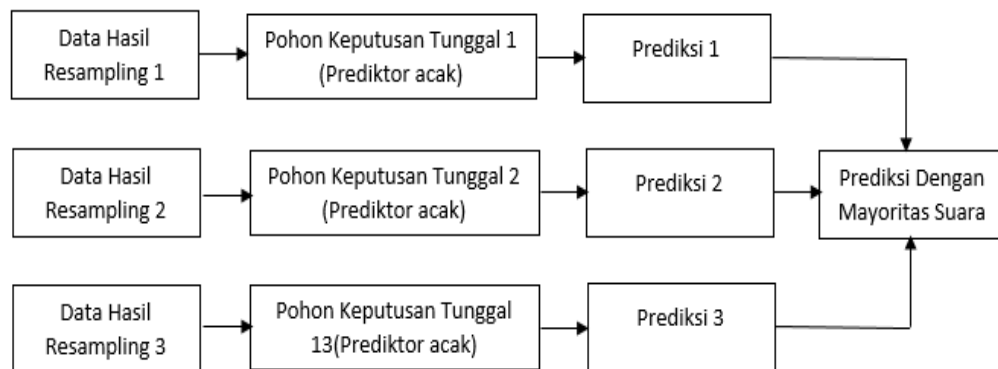 Data Hasil
Resampling 1
Pohon Keputusan Tunggal 1
(Prediktor acak)
Prediksi 1
Data Hasil
Resampling 2
Pohon Keputusan Tunggal 2
(Prediktor acak)
Prediksi 2
Prediksi Dengan
Mayoritas Suara
Data Hasil
Resampling 3
Pohon Keputusan Tunggal
13(Prediktor acak)
Prediksi 3